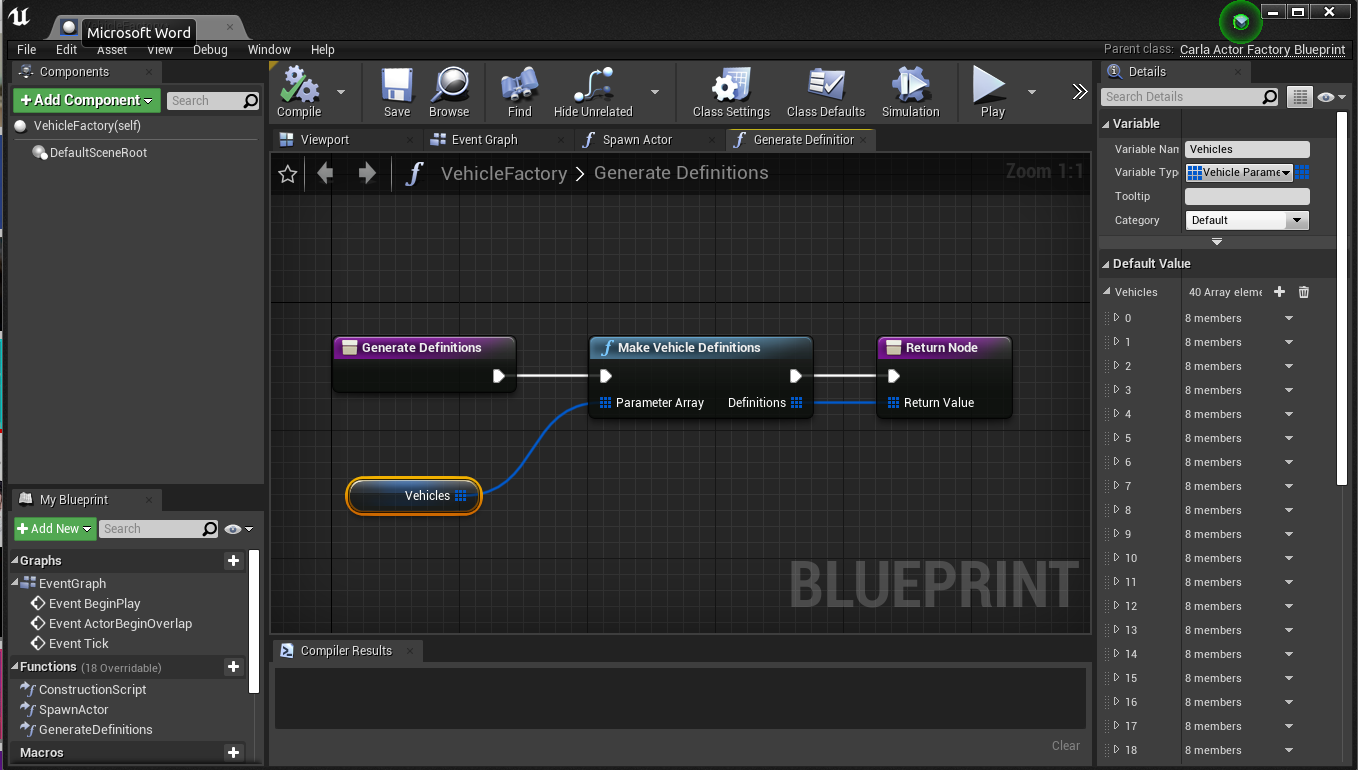 VehicleFactory
Microsoft Word
File Edit Asset View Debug Window Help
Parent class: Carla Actor Factory Blueprint
Components
+Add Component
Search
VehicleFactory(self)
DefaultSceneRoot
Compile
Save
Browse
Find
Hide Unrelated
Class Settings
Class Defaults
Simulation
Play
Viewport
Event Graph
Spawn Actor
Generate Definition
VehicleFactory > Generate Definitions
Zoom 1:1
Generate Definitions
Make Vehicle Definitions
Parameter Array
Definitions
Return Node
Return Value
Vehicles
BLUEPRINT
My Blueprint
+Add New
Search
Graphs
EventGraph
Event BeginPlay
Event ActorBeginOverlap
Event Tick
Functions (18 Overridable)
ConstructionScript
SpawnActor
GenerateDefinitions
Macros
Compiler Results
Clear
Details
Search Details
Variable
Variable Nam Vehicles
Variable Typ Vehicle Parame
Tooltip
Category Default
Default Value
Vehicles 40 Array eleme
0 8 members
1 8 members
2 8 members
3 8 members
4 8 members
5 8 members
6 8 members
7 8 members
8 8 members
9 8 members
10 8 members
11 8 members
12 8 members
13 8 members
14 8 members
15 8 members
16 8 members
17 8 members
18 8 members